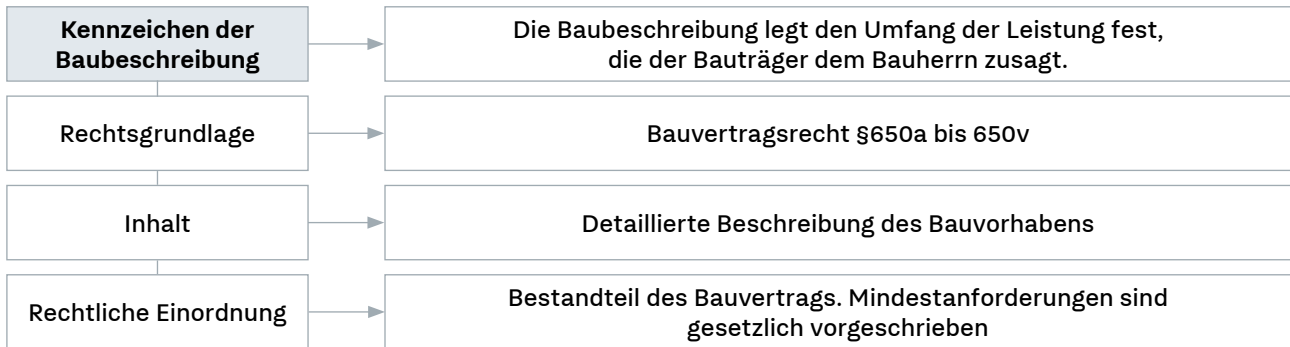 Kennzeichen der
Baubeschreibung
Die Baubeschreibung legt den Umfang der Leistung fest,
die der Bauträger dem Bauherrn zusagt.
Rechtsgrundlage
Bauvertragsrecht §650a bis 650v
Inhalt
Detaillierte Beschreibung des Bauvorhabens
Rechtliche Einordnung
Bestandteil des Bauvertrags. Mindestanforderungen sind
gesetzlich vorgeschrieben